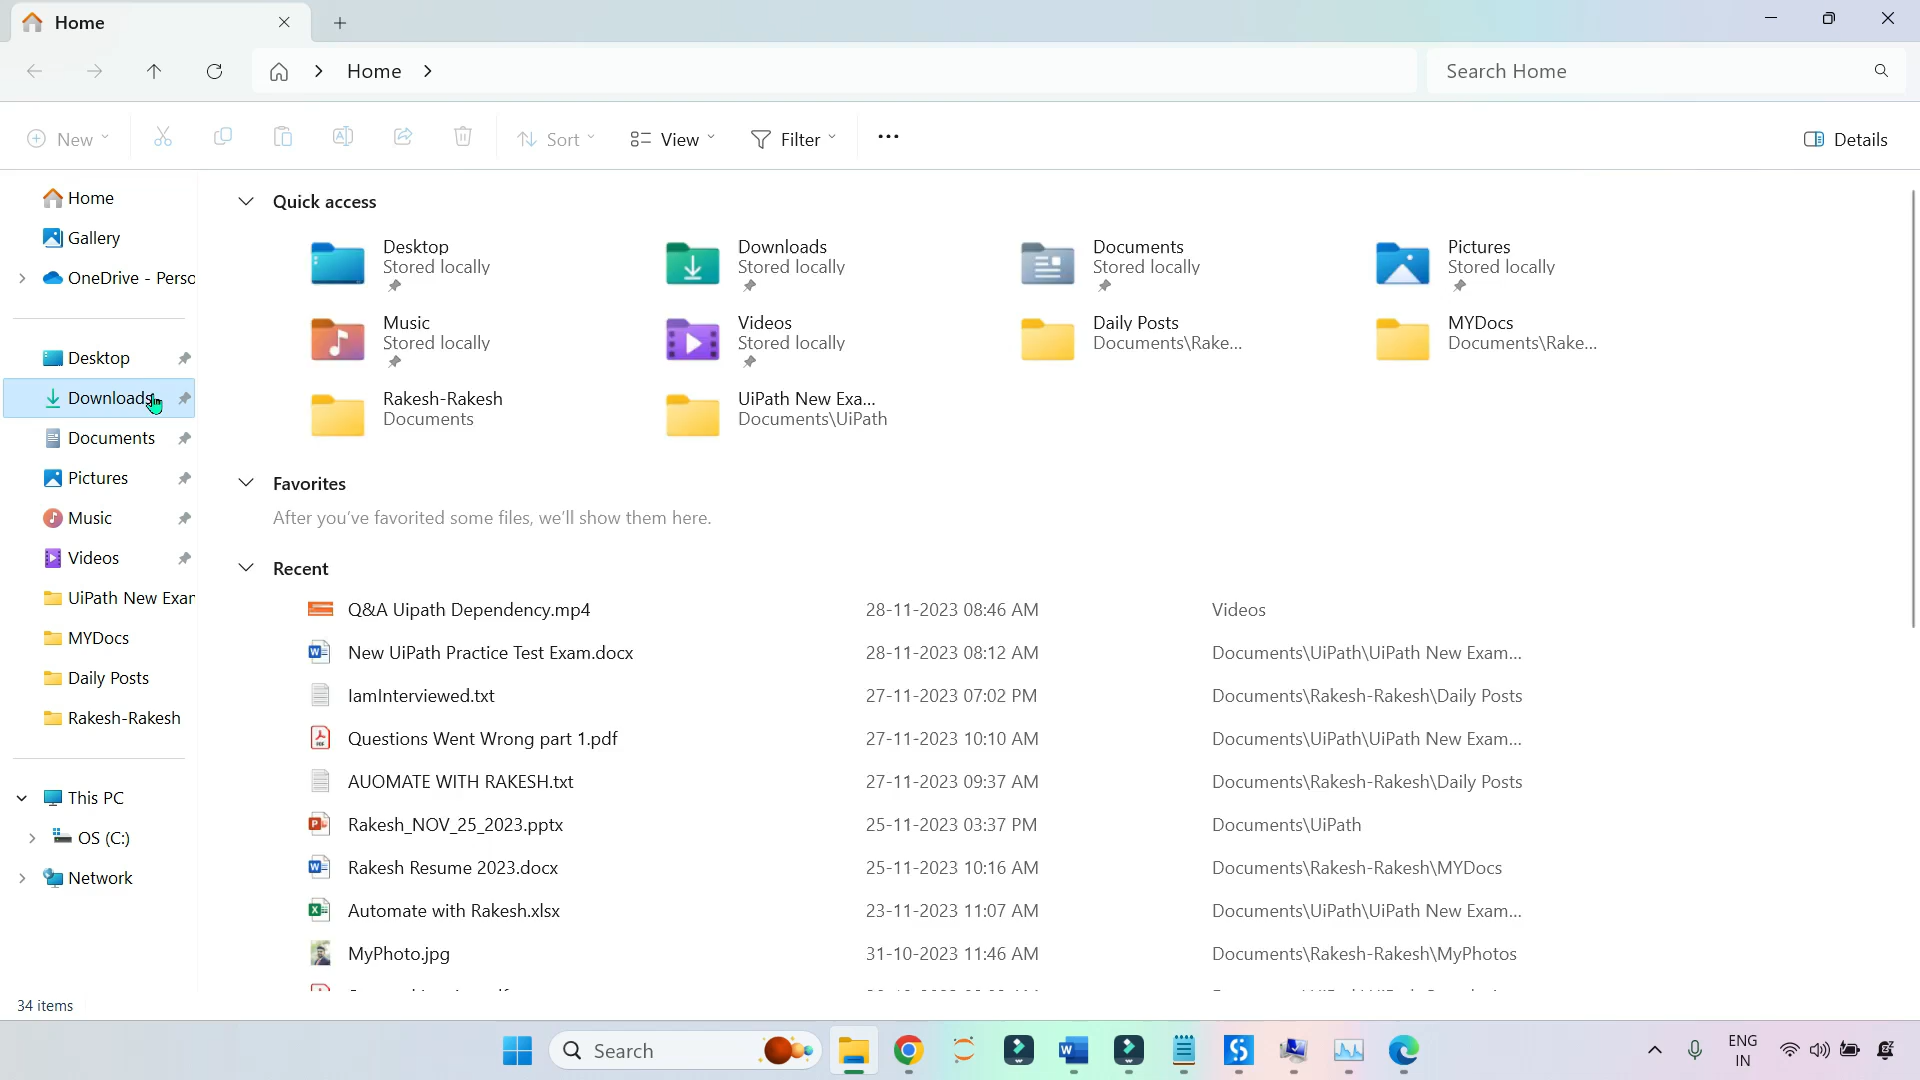 Home
Home
Search Home
New
Sort
View
Filter
Details
Home
Gallery
OneDrive - Perso
Desktop
Downloads
Documents
Pictures
Music
Videos
UiPath New Exar
MYDocs
Daily Posts
Rakesh-Rakesh
This PC
OS (C:)
Network
Quick access
Desktop
Stored locally
Downloads
Stored locally
Documents
Stored locally
Pictures
Stored locally
Music
Stored locally
Videos
Stored locally
Daily Posts
Documents\Rake...
MYDocs
Documents\Rake...
Rakesh-Rakesh
Documents
UiPath New Exa...
Documents\UiPath
Favorites
After you've favorited some files, we'll show them here.
Recent
Q&A Uipath Dependency.mp4 28-11-2023 08:46 AM Videos
New UiPath Practice Test Exam.docx 28-11-2023 08:12 AM Documents\UiPath\UiPath New Exam...
IamInterviewed.txt 27-11-2023 07:02 PM Documents\Rakesh-Rakesh\Daily Posts
Questions Went Wrong part 1.pdf 27-11-2023 10:10 AM Documents\UiPath\UiPath New Exam...
AUOMATE WITH RAKESH.txt 27-11-2023 09:37 AM Documents\Rakesh-Rakesh\Daily Posts
Rakesh_NOV_25_2023.pptx 25-11-2023 03:37 PM Documents\UiPath
Rakesh Resume 2023.docx 25-11-2023 10:16 AM Documents\Rakesh-Rakesh\MYDocs
Automate with Rakesh.xlsx 23-11-2023 11:07 AM Documents\UiPath\UiPath New Exam...
MyPhoto.jpg 31-10-2023 11:46 AM Documents\Rakesh-Rakesh\MyPhotos
34 items
Search
ENG
IN